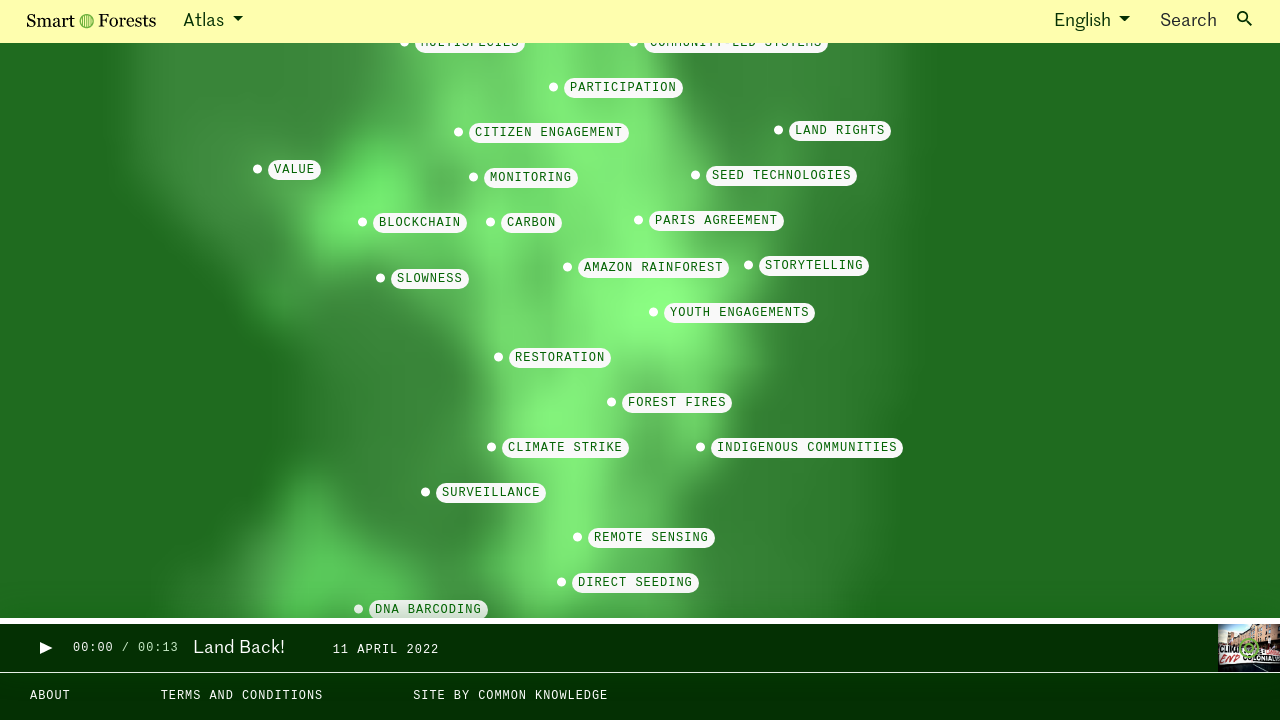 Smart Forests Atlas English Search
MULTISPECIES COMMUNITY-LED SYSTEMS
PARTICIPATION
CITIZEN ENGAGEMENT LAND RIGHTS
VALUE MONITORING SEED TECHNOLOGIES
BLOCKCHAIN CARBON PARIS AGREEMENT
SLOWNESS AMAZON RAINFOREST STORYTELLING
YOUTH ENGAGEMENTS
RESTORATION
FOREST FIRES
CLIMATE STRIKE INDIGENOUS COMMUNITIES
SURVEILLANCE
REMOTE SENSING
DIRECT SEEDING
DNA BARCODING
00:00 / 00:13 Land Back! 11 APRIL 2022
END
ABOUT TERMS AND CONDITIONS SITE BY COMMON KNOWLEDGE